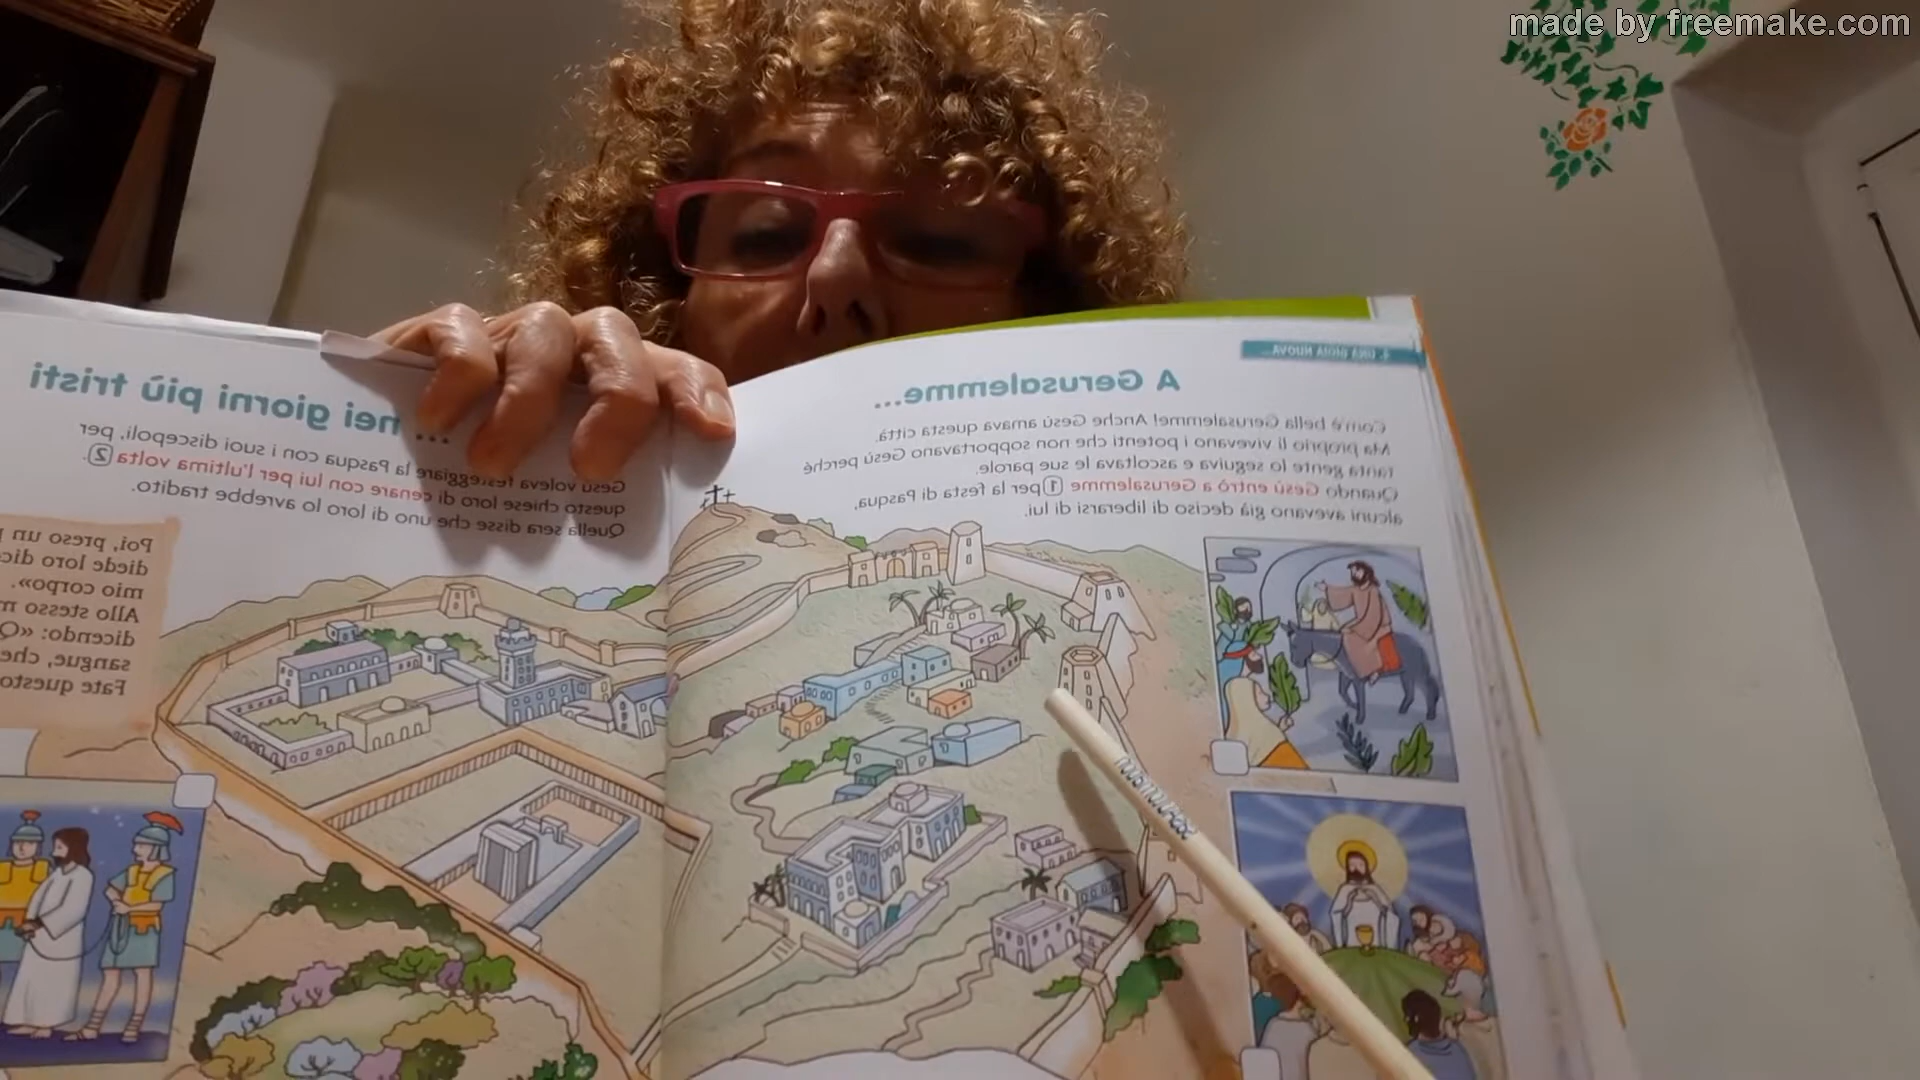 made by freemake.com
4. UNA GIOIA NUOVA...
A Gerusalemme...
Com'è bella Gerusalemme! Anche Gesù amava questa città.
Ma proprio lì vivevano i potenti che non sopportavano Gesù perché
tanta gente lo seguiva e ascoltava le sue parole.
Quando Gesù entrò a Gerusalemme 1 per la festa di Pasqua,
alcuni avevano già deciso di liberarsi di lui.
... nei giorni più tristi
Gesù voleva festeggiare la Pasqua con i suoi discepoli, per
questo chiese loro di cenare con lui per l'ultima volta 2.
Quella sera disse che uno di loro lo avrebbe tradito.
Poi, preso un
diede loro
mio corpo».
Allo stesso
dicendo:
sangue, che
Fate questo